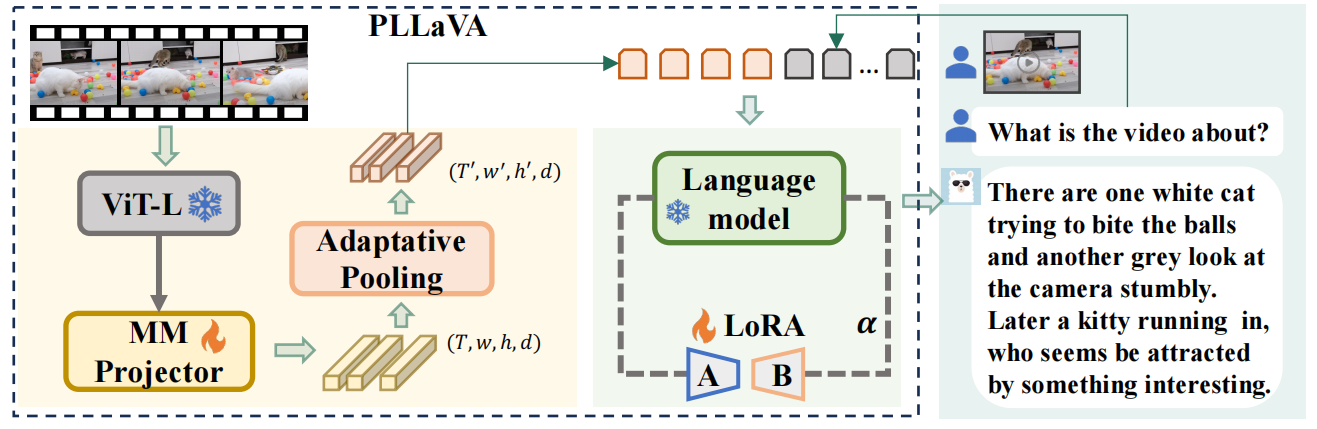 PLLaVA
ViT-L
MM
Projector
Adaptative
Pooling
(T′, w′, h′, d)
(T, w, h, d)
...
Language
model
LoRA
α
A
B
What is the video about?
There are one white cat
trying to bite the balls
and another grey look at
the camera stumbly.
Later a kitty running in,
who seems be attracted
by something interesting.